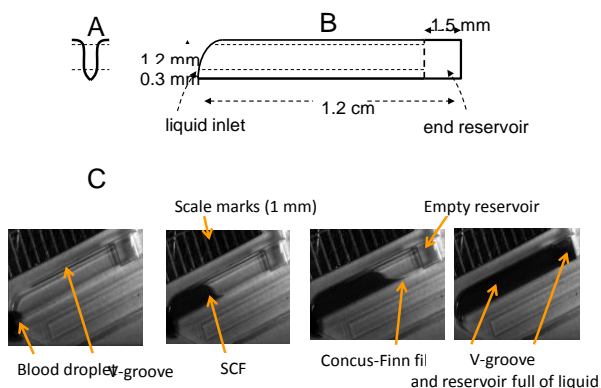 A
B
1.5 mm
1.2 mm
0.3 mm
1.2 cm
liquid inlet
end reservoir
C
Scale marks (1 mm)
Empty reservoir
Blood droplet
V-groove
SCF
Concus-Finn fil
V-groove
and reservoir full of liquid